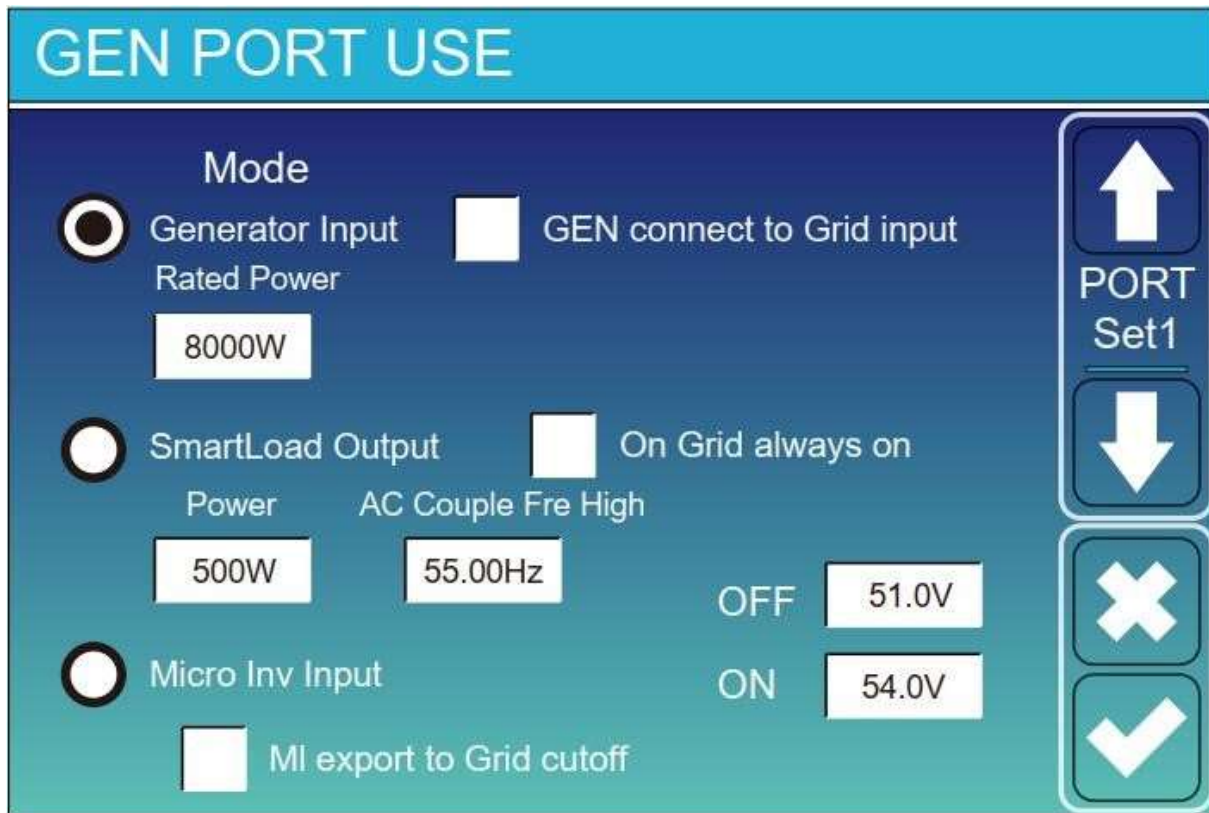 GEN PORT USE
Mode
Generator Input
GEN connect to Grid input
Rated Power
8000W
SmartLoad Output
On Grid always on
Power
AC Couple Fre High
500W
55.00Hz
OFF
51.0V
Micro Inv Input
ON
54.0V
MI export to Grid cutoff
PORT
Set1